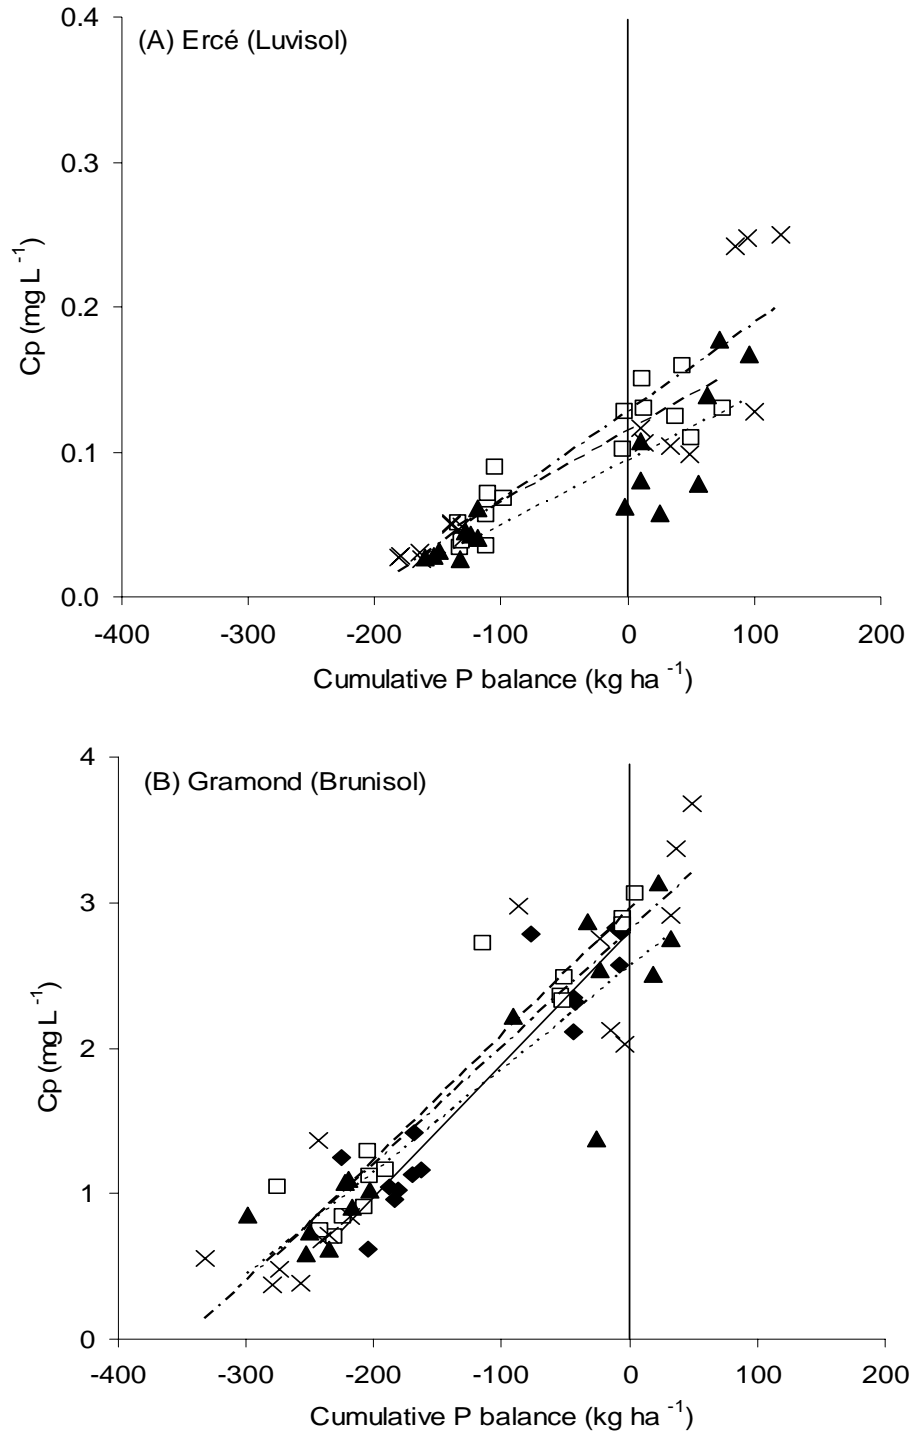 0.4
(A) Ercé (Luvisol)
0.3
0.2
0.1
0.0
Cp (mg L -1)
-400 -300 -200 -100 0 100 200
Cumulative P balance (kg ha -1)
4
(B) Gramond (Brunisol)
3
2
1
0
Cp (mg L -1)
-400 -300 -200 -100 0 100 200
Cumulative P balance (kg ha -1)